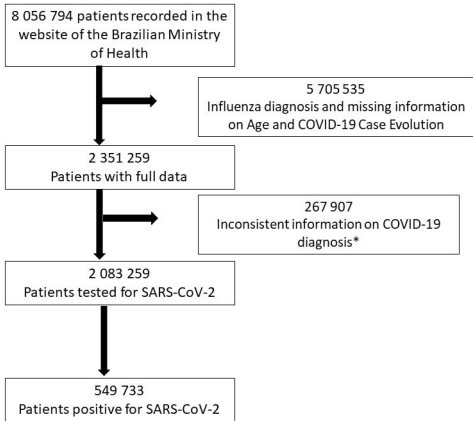 8 056 794 patients recorded in the
website of the Brazilian Ministry
of Health
5 705 535
Influenza diagnosis and missing information
on Age and COVID-19 Case Evolution
2 351 259
Patients with full data
267 907
Inconsistent information on COVID-19
diagnosis*
2 083 259
Patients tested for SARS-CoV-2
549 733
Patients positive for SARS-CoV-2